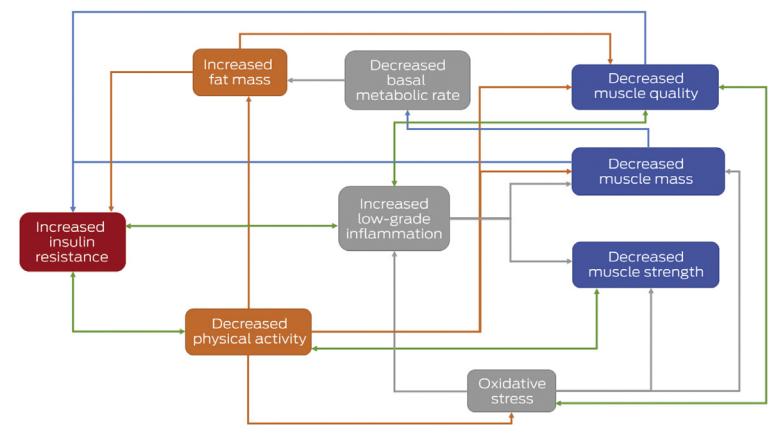 Increased
fat mass
Decreased
basal
metabolic rate
Decreased
muscle quality
Decreased
muscle mass
Increased
low-grade
inflammation
Increased
insulin
resistance
Decreased
muscle strength
Decreased
physical activity
Oxidative
stress